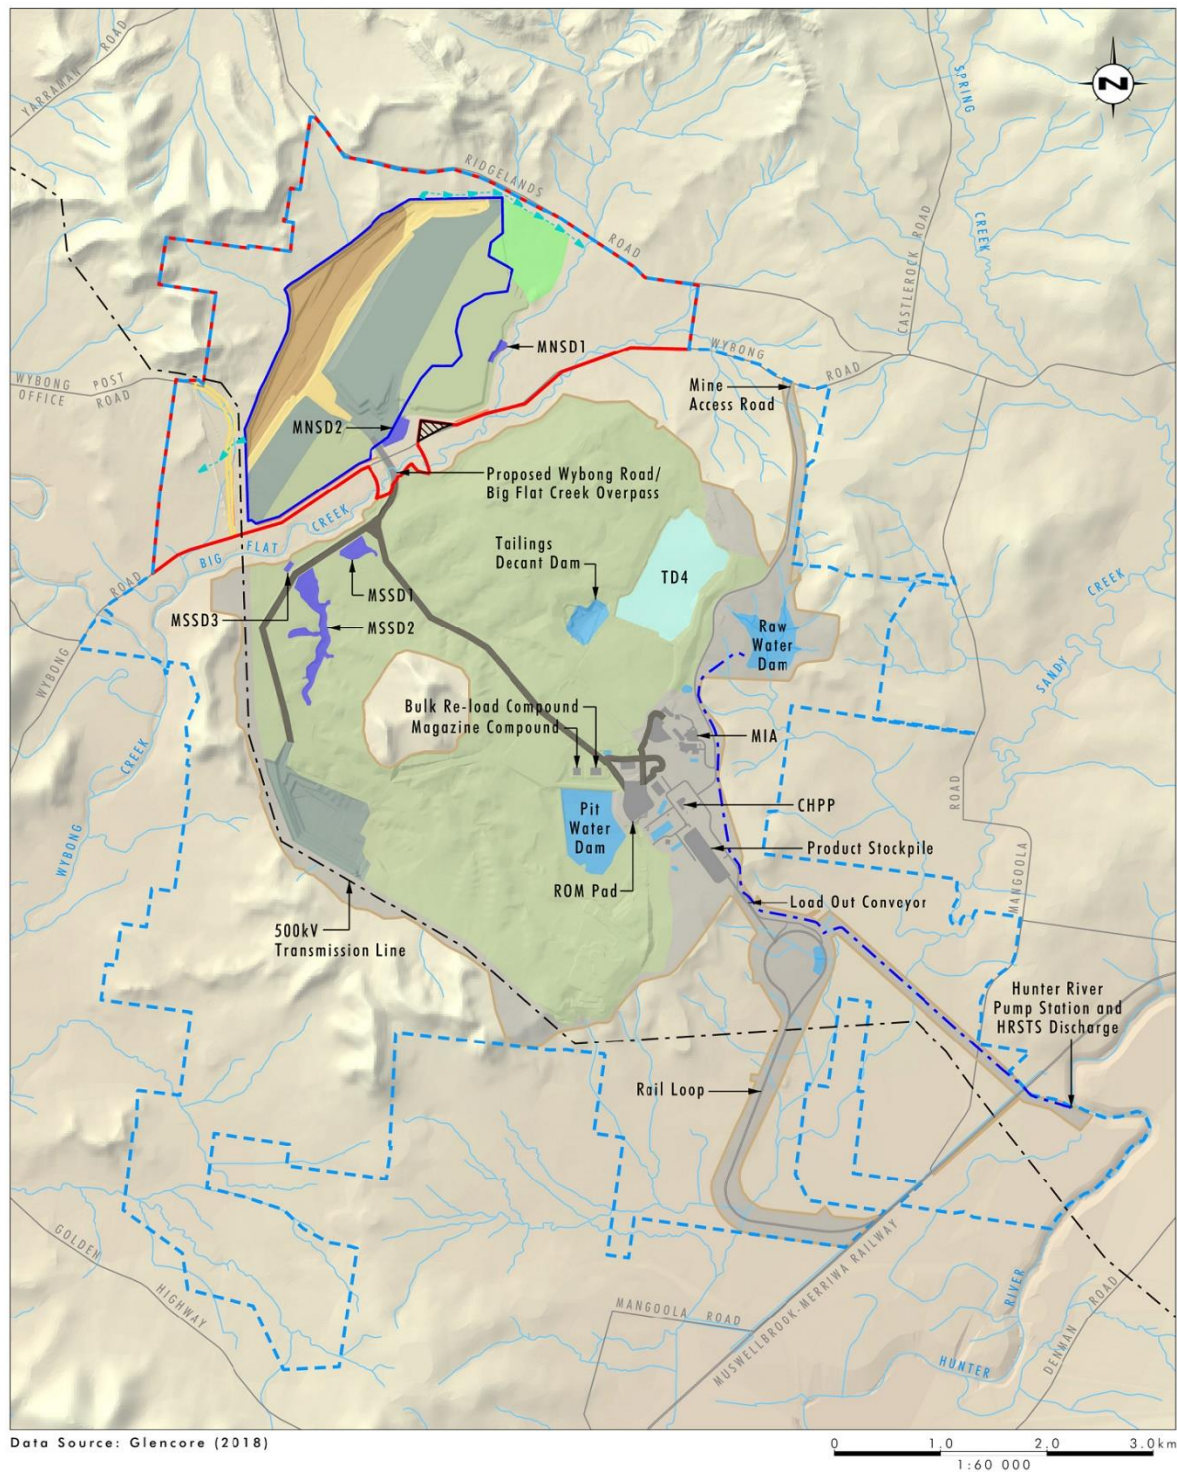 YARRAMAN ROAD
N
SPRING
CREEK
RIDGELANDS
ROAD
CASTLEROCK ROAD
MNSD1
WYBONG
ROAD
WYBONG POST
OFFICE ROAD
Mine
Access Road
MNSD2
Proposed Wybong Road/
Big Flat Creek Overpass
BIG FLAT CREEK
Tailings
Decant Dam
TD4
ROAD
MSSD1
MSSD3
MSSD2
CREEK
SANDY
Raw
Water
Dam
WYBONG
Bulk Re-load Compound
Magazine Compound
MIA
CREEK
CHPP
ROAD
Pit
Water
Dam
Product Stockpile
WYBONG
ROM Pad
MANGOOLA
Load Out Conveyor
500kV
Transmission Line
Hunter River
Pump Station and
HRSTS Discharge
Rail Loop
GOLDEN
HIGHWAY
MANGOOLA ROAD
MUSWELLBROOK-MERRIWA RAILWAY
RIVER
HUNTER
DENMAN ROAD
Data Source: Glencore (2018)
0 1.0 2.0 3.0km
1:60 000